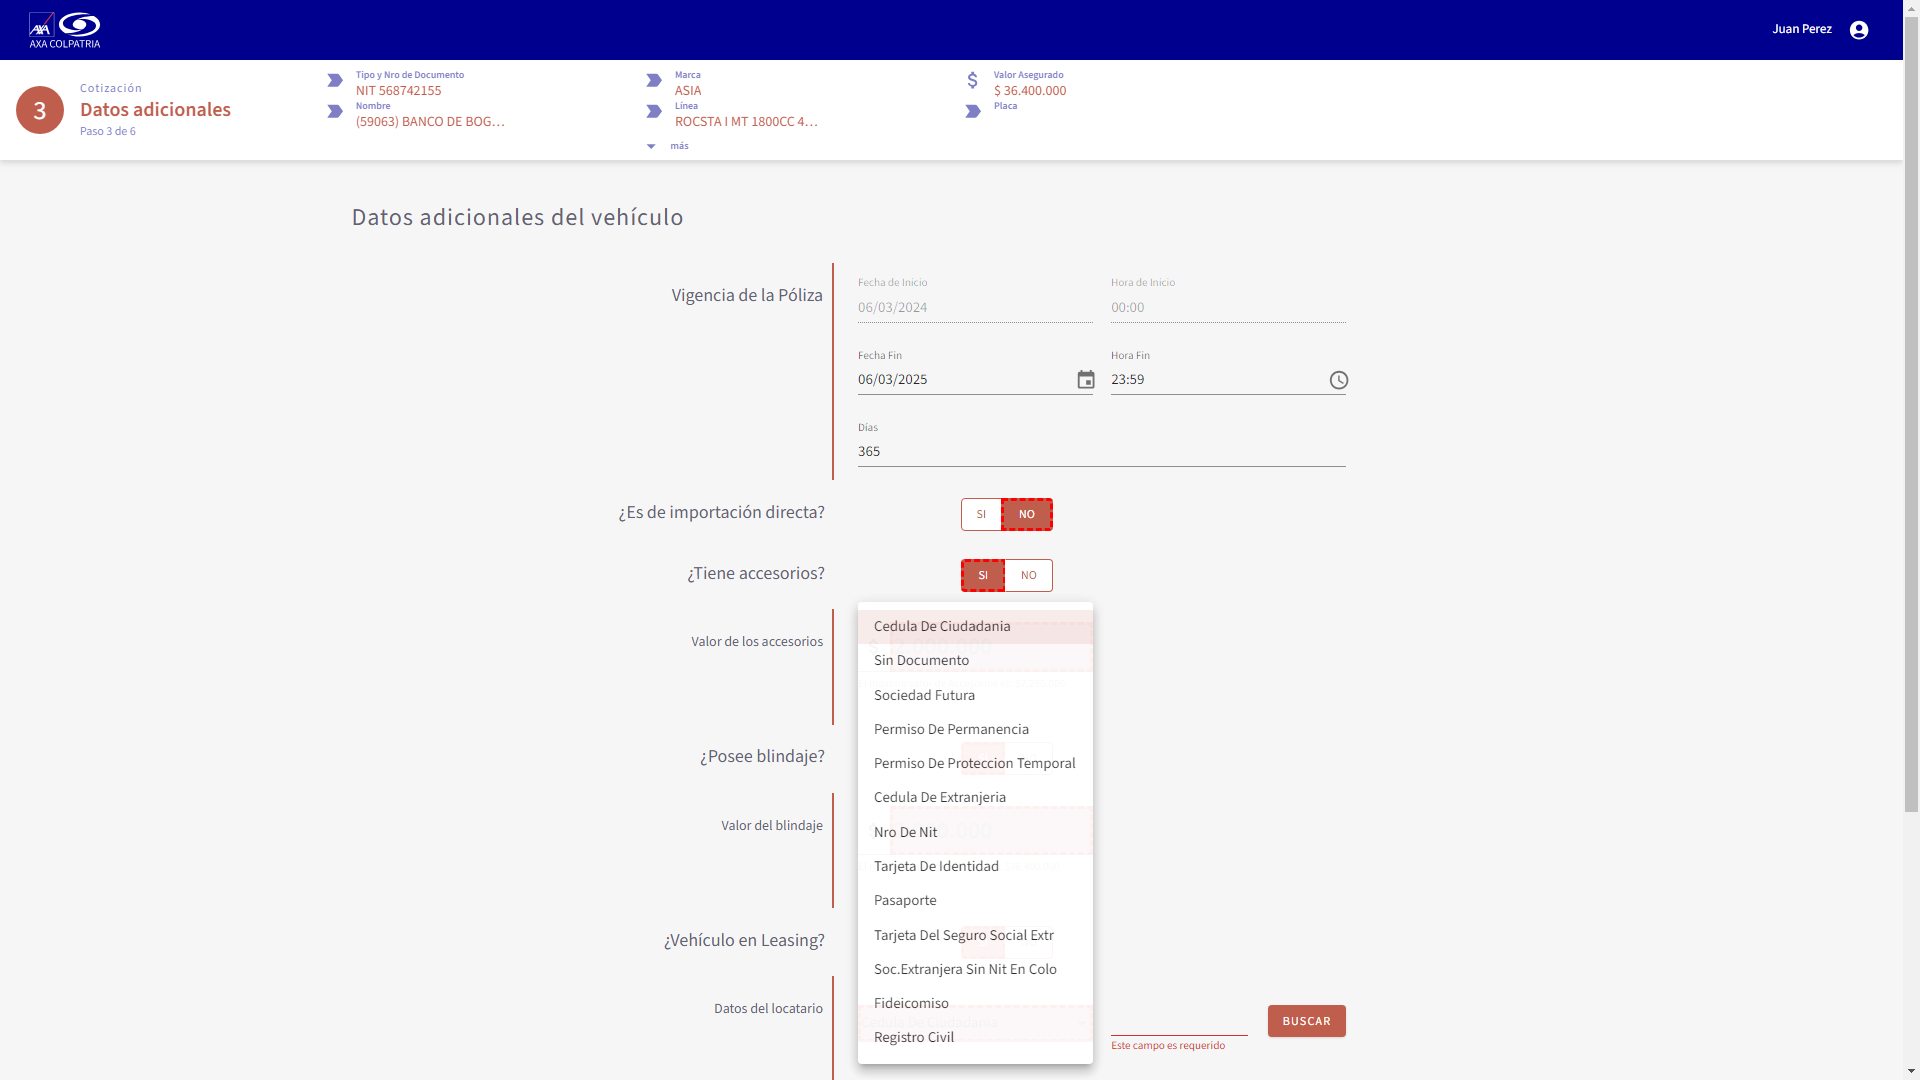 AXA COLPATRIA
Juan Perez
3
Cotización
Datos adicionales
Paso 3 de 6
Tipo y Nro de Documento
NIT 568742155
Nombre
(59063) BANCO DE BOG...
Marca
ASIA
Línea
ROCSTA I MT 1800CC 4...
más
Valor Asegurado
$ 36.400.000
Placa
Datos adicionales del vehículo
Vigencia de la Póliza
Fecha de Inicio
06/03/2024
Hora de Inicio
00:00
Fecha Fin
06/03/2025
Hora Fin
23:59
Días
365
¿Es de importación directa?
SI NO
¿Tiene accesorios?
SI NO
Valor de los accesorios
¿Posee blindaje?
Valor del blindaje
¿Vehículo en Leasing?
Datos del locatario
Cedula De Ciudadania
Sin Documento
Sociedad Futura
Permiso De Permanencia
Permiso De Proteccion Temporal
Cedula De Extranjeria
Nro De Nit
Tarjeta De Identidad
Pasaporte
Tarjeta Del Seguro Social Extr
Soc.Extranjera Sin Nit En Colo
Fideicomiso
Registro Civil
Este campo es requerido
BUSCAR